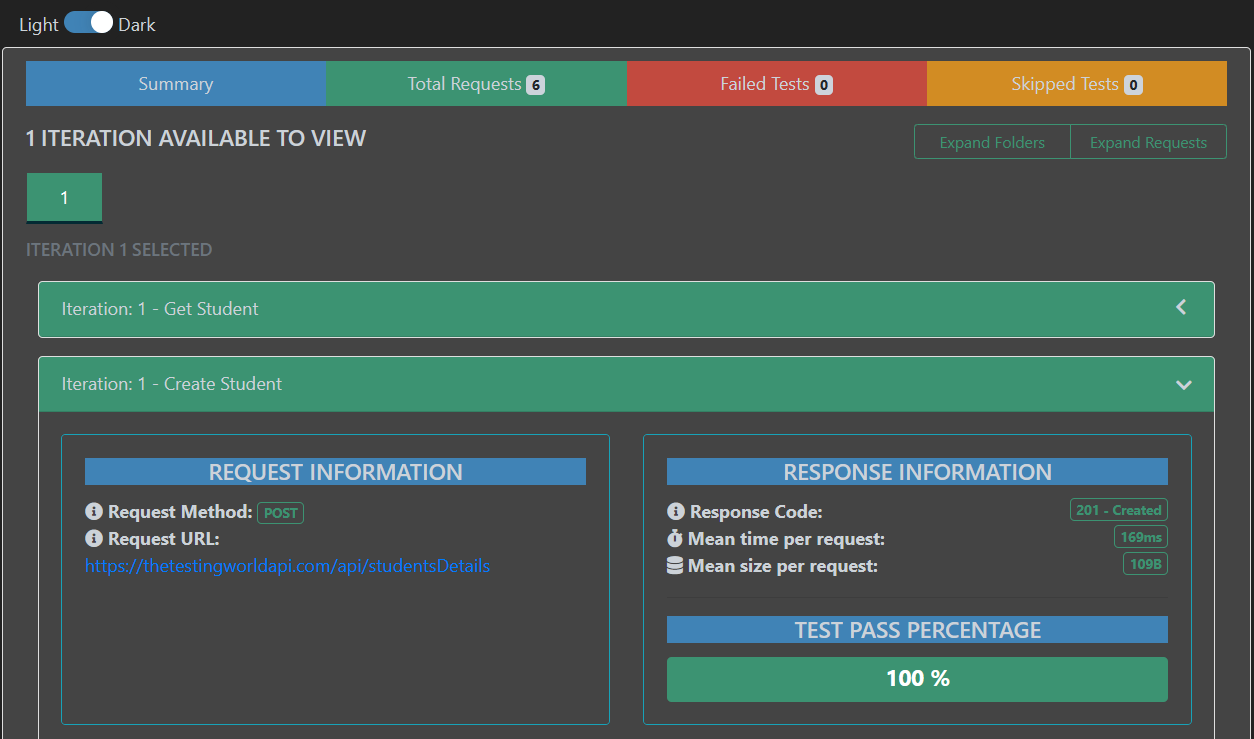 Light Dark
Summary Total Requests 6 Failed Tests 0 Skipped Tests 0
1 ITERATION AVAILABLE TO VIEW
Expand Folders Expand Requests
1
ITERATION 1 SELECTED
Iteration: 1 - Get Student
Iteration: 1 - Create Student
REQUEST INFORMATION
Request Method: POST
Request URL:
https://thetestingworldapi.com/api/studentsDetails
RESPONSE INFORMATION
Response Code: 201 - Created
Mean time per request: 169ms
Mean size per request: 109B
TEST PASS PERCENTAGE
100 %